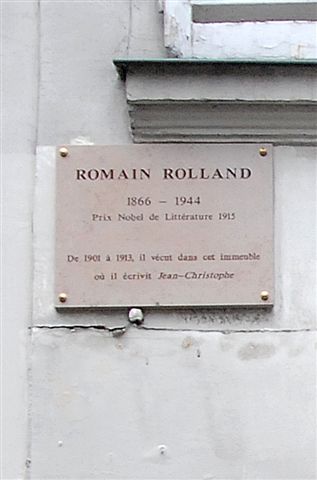 ROMAIN ROLLAND
1866 – 1944
Prix Nobel de Littérature 1915
De 1901 à 1913, il vécut dans cet immeuble
où il écrivit Jean–Christophe